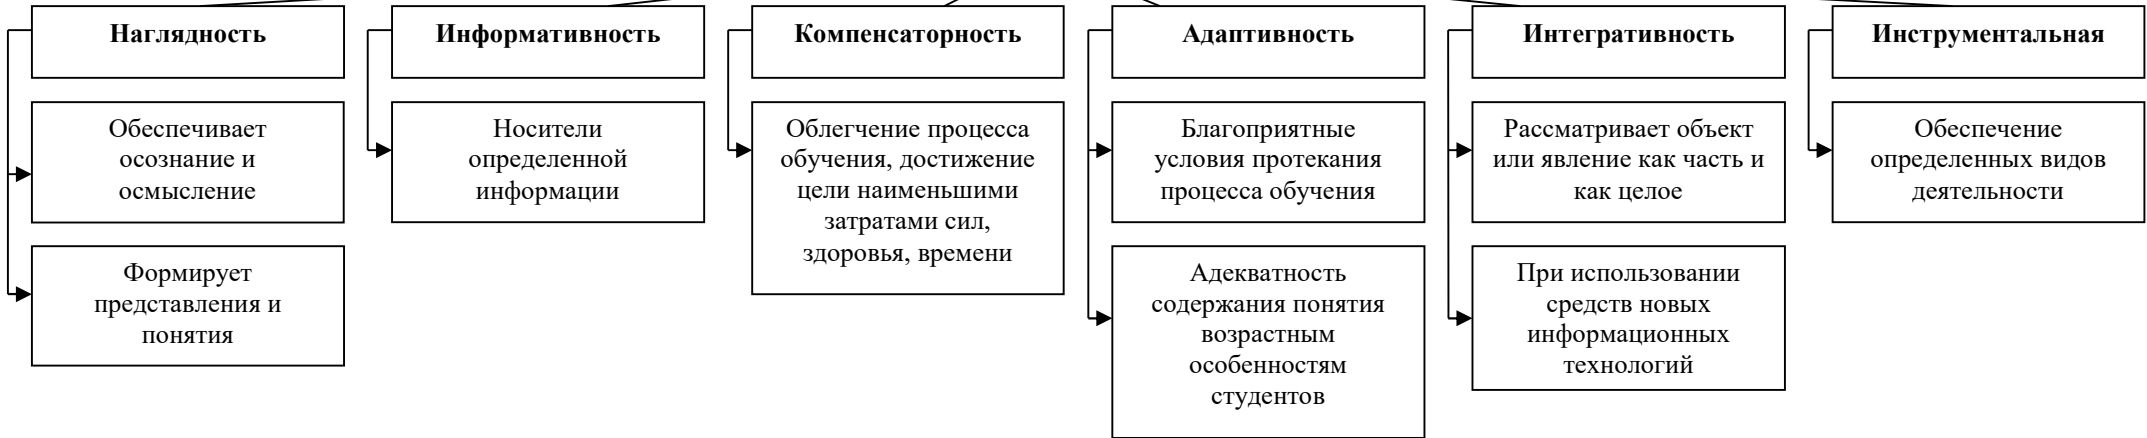 Наглядность
Обеспечивает
осознание и
осмысление
Формирует
представления и
понятия
Информативность
Носители
определенной
информации
Компенсаторность
Облегчение процесса
обучения, достижение
цели наименьшими
затратами сил,
здоровья, времени
Адаптивность
Благоприятные
условия протекания
процесса обучения
Адекватность
содержания понятия
возрастным
особенностям
студентов
Интегративность
Рассматривает объект
или явление как часть и
как целое
При использовании
средств новых
информационных
технологий
Инструментальная
Обеспечение
определенных видов
деятельности